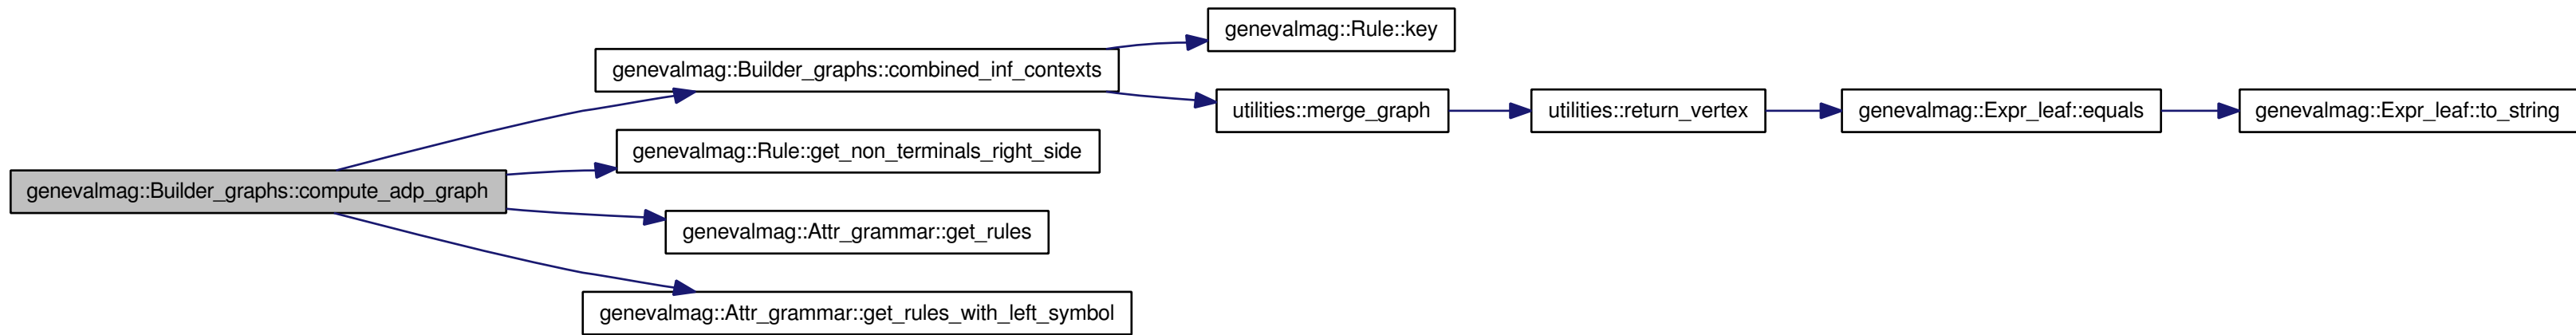 genevalmag::Rule::key
genevalmag::Builder_graphs::combined_inf_contexts
utilities::merge_graph
utilities::return_vertex
genevalmag::Expr_leaf::equals
genevalmag::Expr_leaf::to_string
genevalmag::Rule::get_non_terminals_right_side
genevalmag::Builder_graphs::compute_adp_graph
genevalmag::Attr_grammar::get_rules
genevalmag::Attr_grammar::get_rules_with_left_symbol